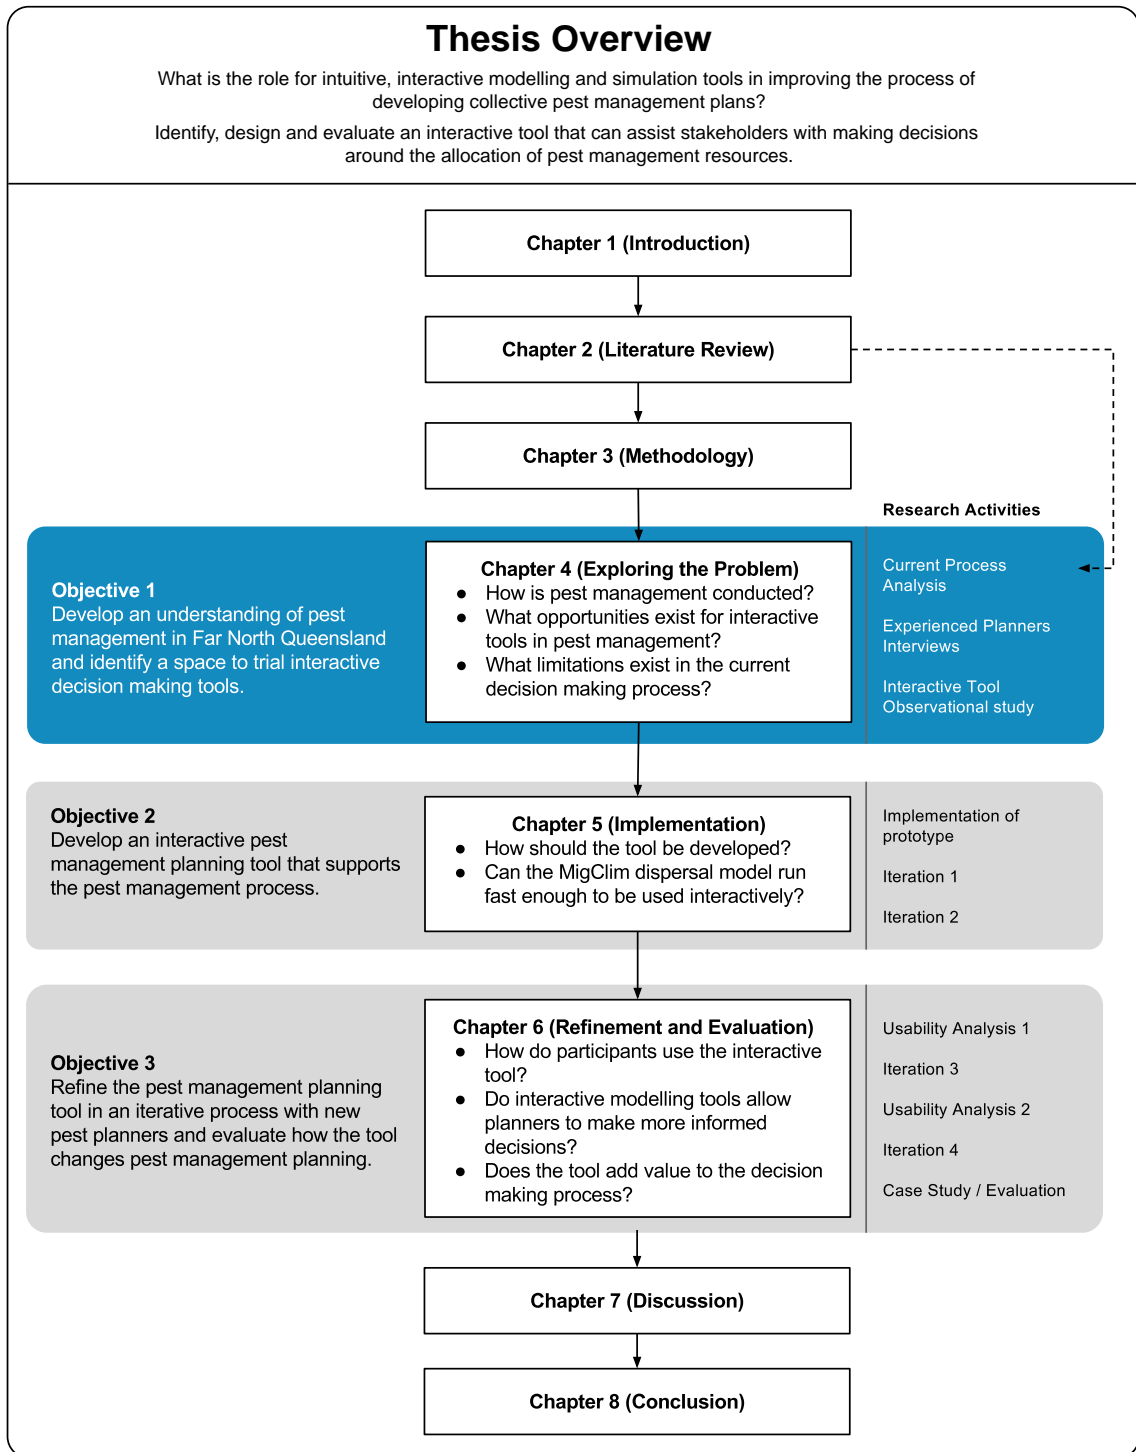 Thesis Overview
What is the role for intuitive, interactive modelling and simulation tools in improving the process of
developing collective pest management plans?
Identify, design and evaluate an interactive tool that can assist stakeholders with making decisions
around the allocation of pest management resources.
Chapter 1 (Introduction)
Chapter 2 (Literature Review)
Chapter 3 (Methodology)
Research Activities
Objective 1
Develop an understanding of pest
management in Far North Queensland
and identify a space to trial interactive
decision making tools.
Chapter 4 (Exploring the Problem)
● How is pest management conducted?
● What opportunities exist for interactive
tools in pest management?
● What limitations exist in the current
decision making process?
Current Process
Analysis
Experienced Planners
Interviews
Interactive Tool
Observational study
Objective 2
Develop an interactive pest
management planning tool that supports
the pest management process.
Chapter 5 (Implementation)
● How should the tool be developed?
● Can the MigClim dispersal model run
fast enough to be used interactively?
Implementation of
prototype
Iteration 1
Iteration 2
Objective 3
Refine the pest management planning
tool in an iterative process with new
pest planners and evaluate how the tool
changes pest management planning.
Chapter 6 (Refinement and Evaluation)
● How do participants use the interactive
tool?
● Do interactive modelling tools allow
planners to make more informed
decisions?
● Does the tool add value to the decision
making process?
Usability Analysis 1
Iteration 3
Usability Analysis 2
Iteration 4
Case Study / Evaluation
Chapter 7 (Discussion)
Chapter 8 (Conclusion)